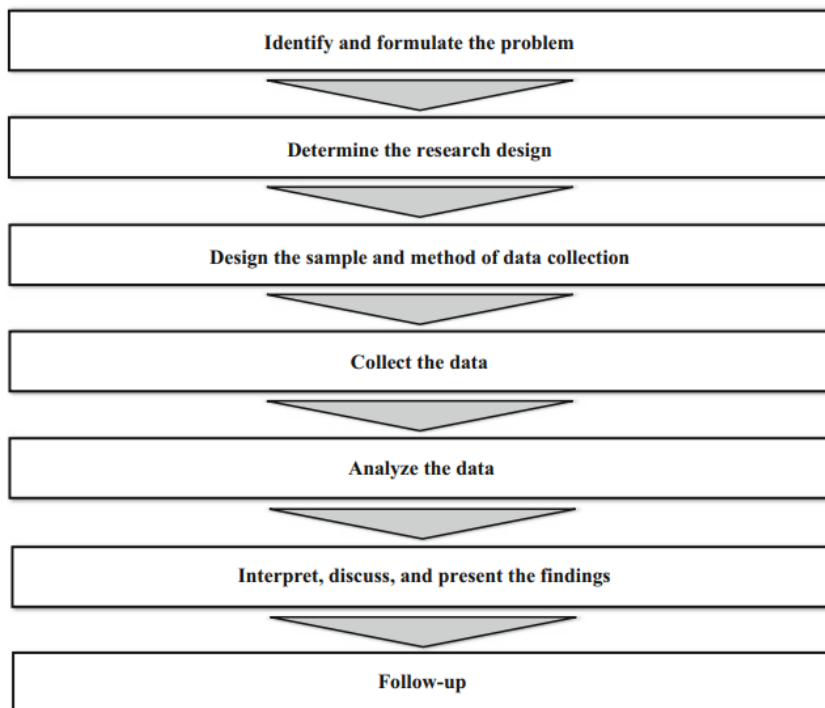 Identify and formulate the problem
Determine the research design
Design the sample and method of data collection
Collect the data
Analyze the data
Interpret, discuss, and present the findings
Follow-up